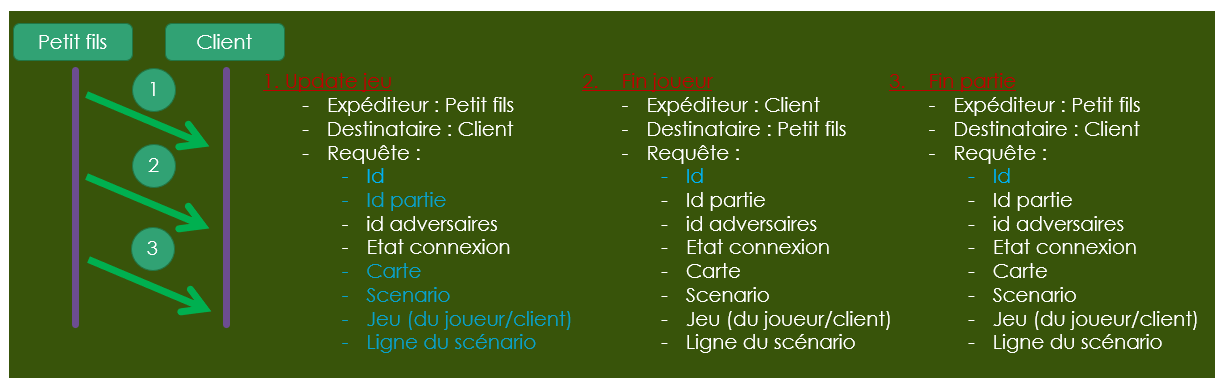 Petit fils
Client
1
2
3
1. Update jeu
- Expéditeur : Petit fils
- Destinataire : Client
- Requête :
- Id
- Id partie
- id adversaires
- Etat connexion
- Carte
- Scenario
- Jeu (du joueur/client)
- Ligne du scénario
2. Fin joueur
- Expéditeur : Client
- Destinataire : Petit fils
- Requête :
- Id
- Id partie
- id adversaires
- Etat connexion
- Carte
- Scenario
- Jeu (du joueur/client)
- Ligne du scénario
3. Fin partie
- Expéditeur : Petit fils
- Destinataire : Client
- Requête :
- Id
- Id partie
- id adversaires
- Etat connexion
- Carte
- Scenario
- Jeu (du joueur/client)
- Ligne du scénario